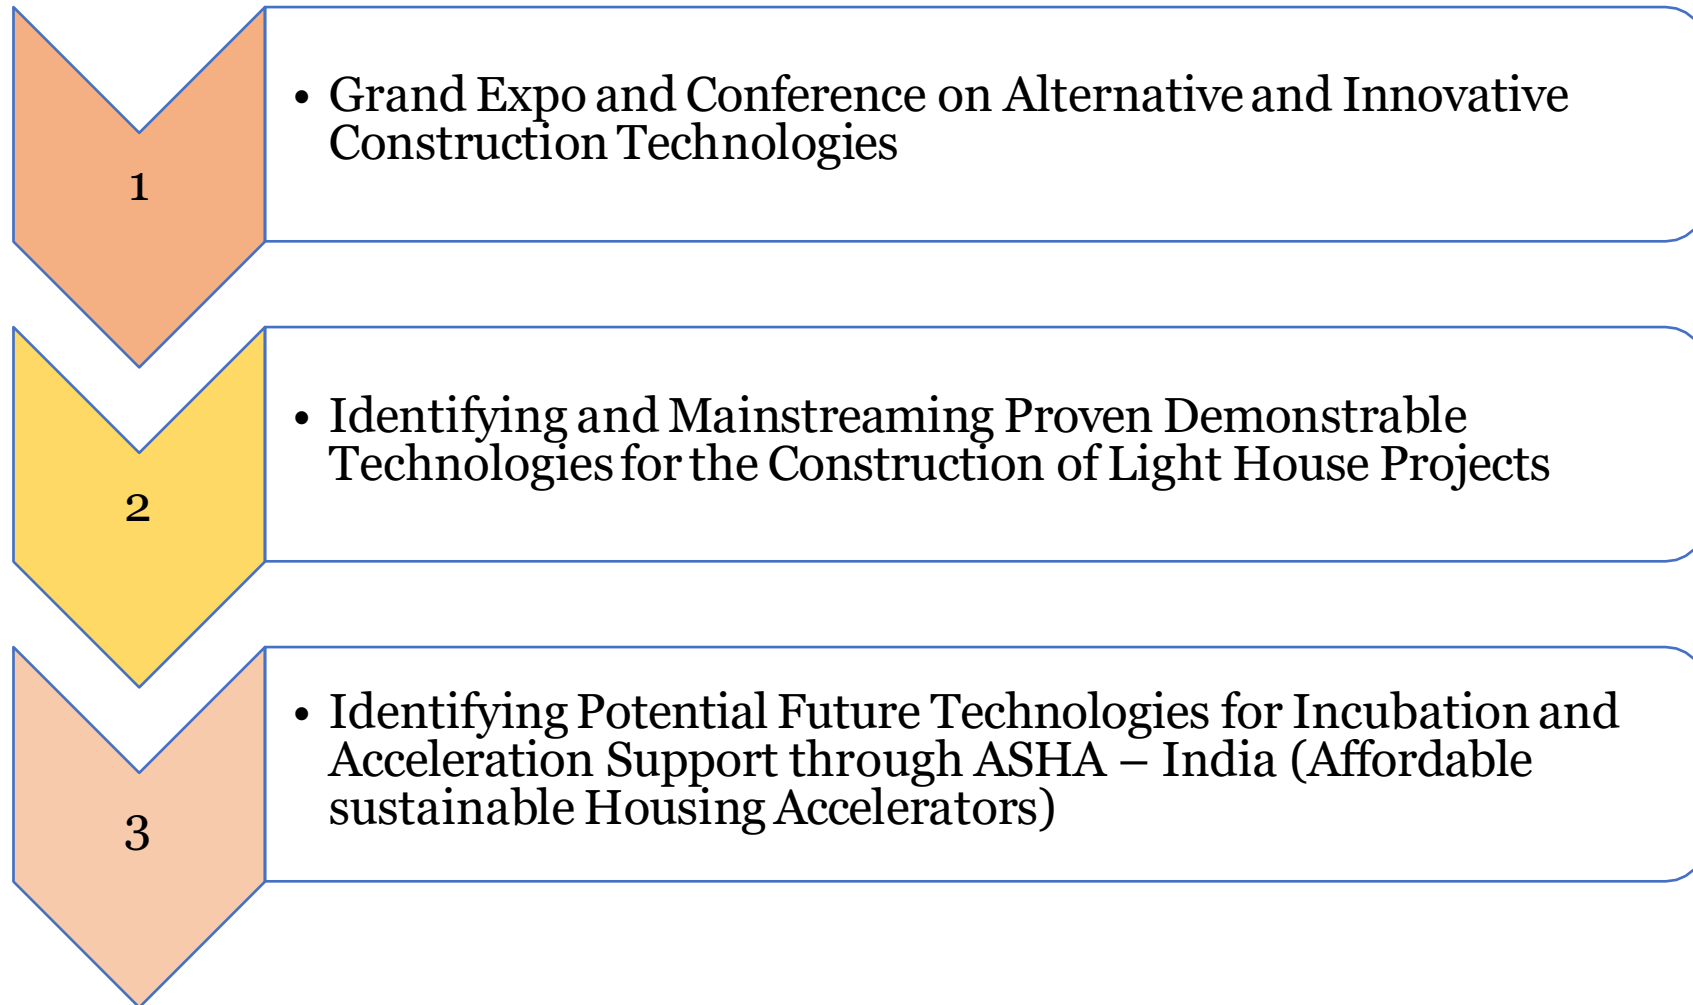 1
• Grand Expo and Conference on Alternative and Innovative
Construction Technologies
2
• Identifying and Mainstreaming Proven Demonstrable
Technologies for the Construction of Light House Projects
3
• Identifying Potential Future Technologies for Incubation and
Acceleration Support through ASHA – India (Affordable
sustainable Housing Accelerators)